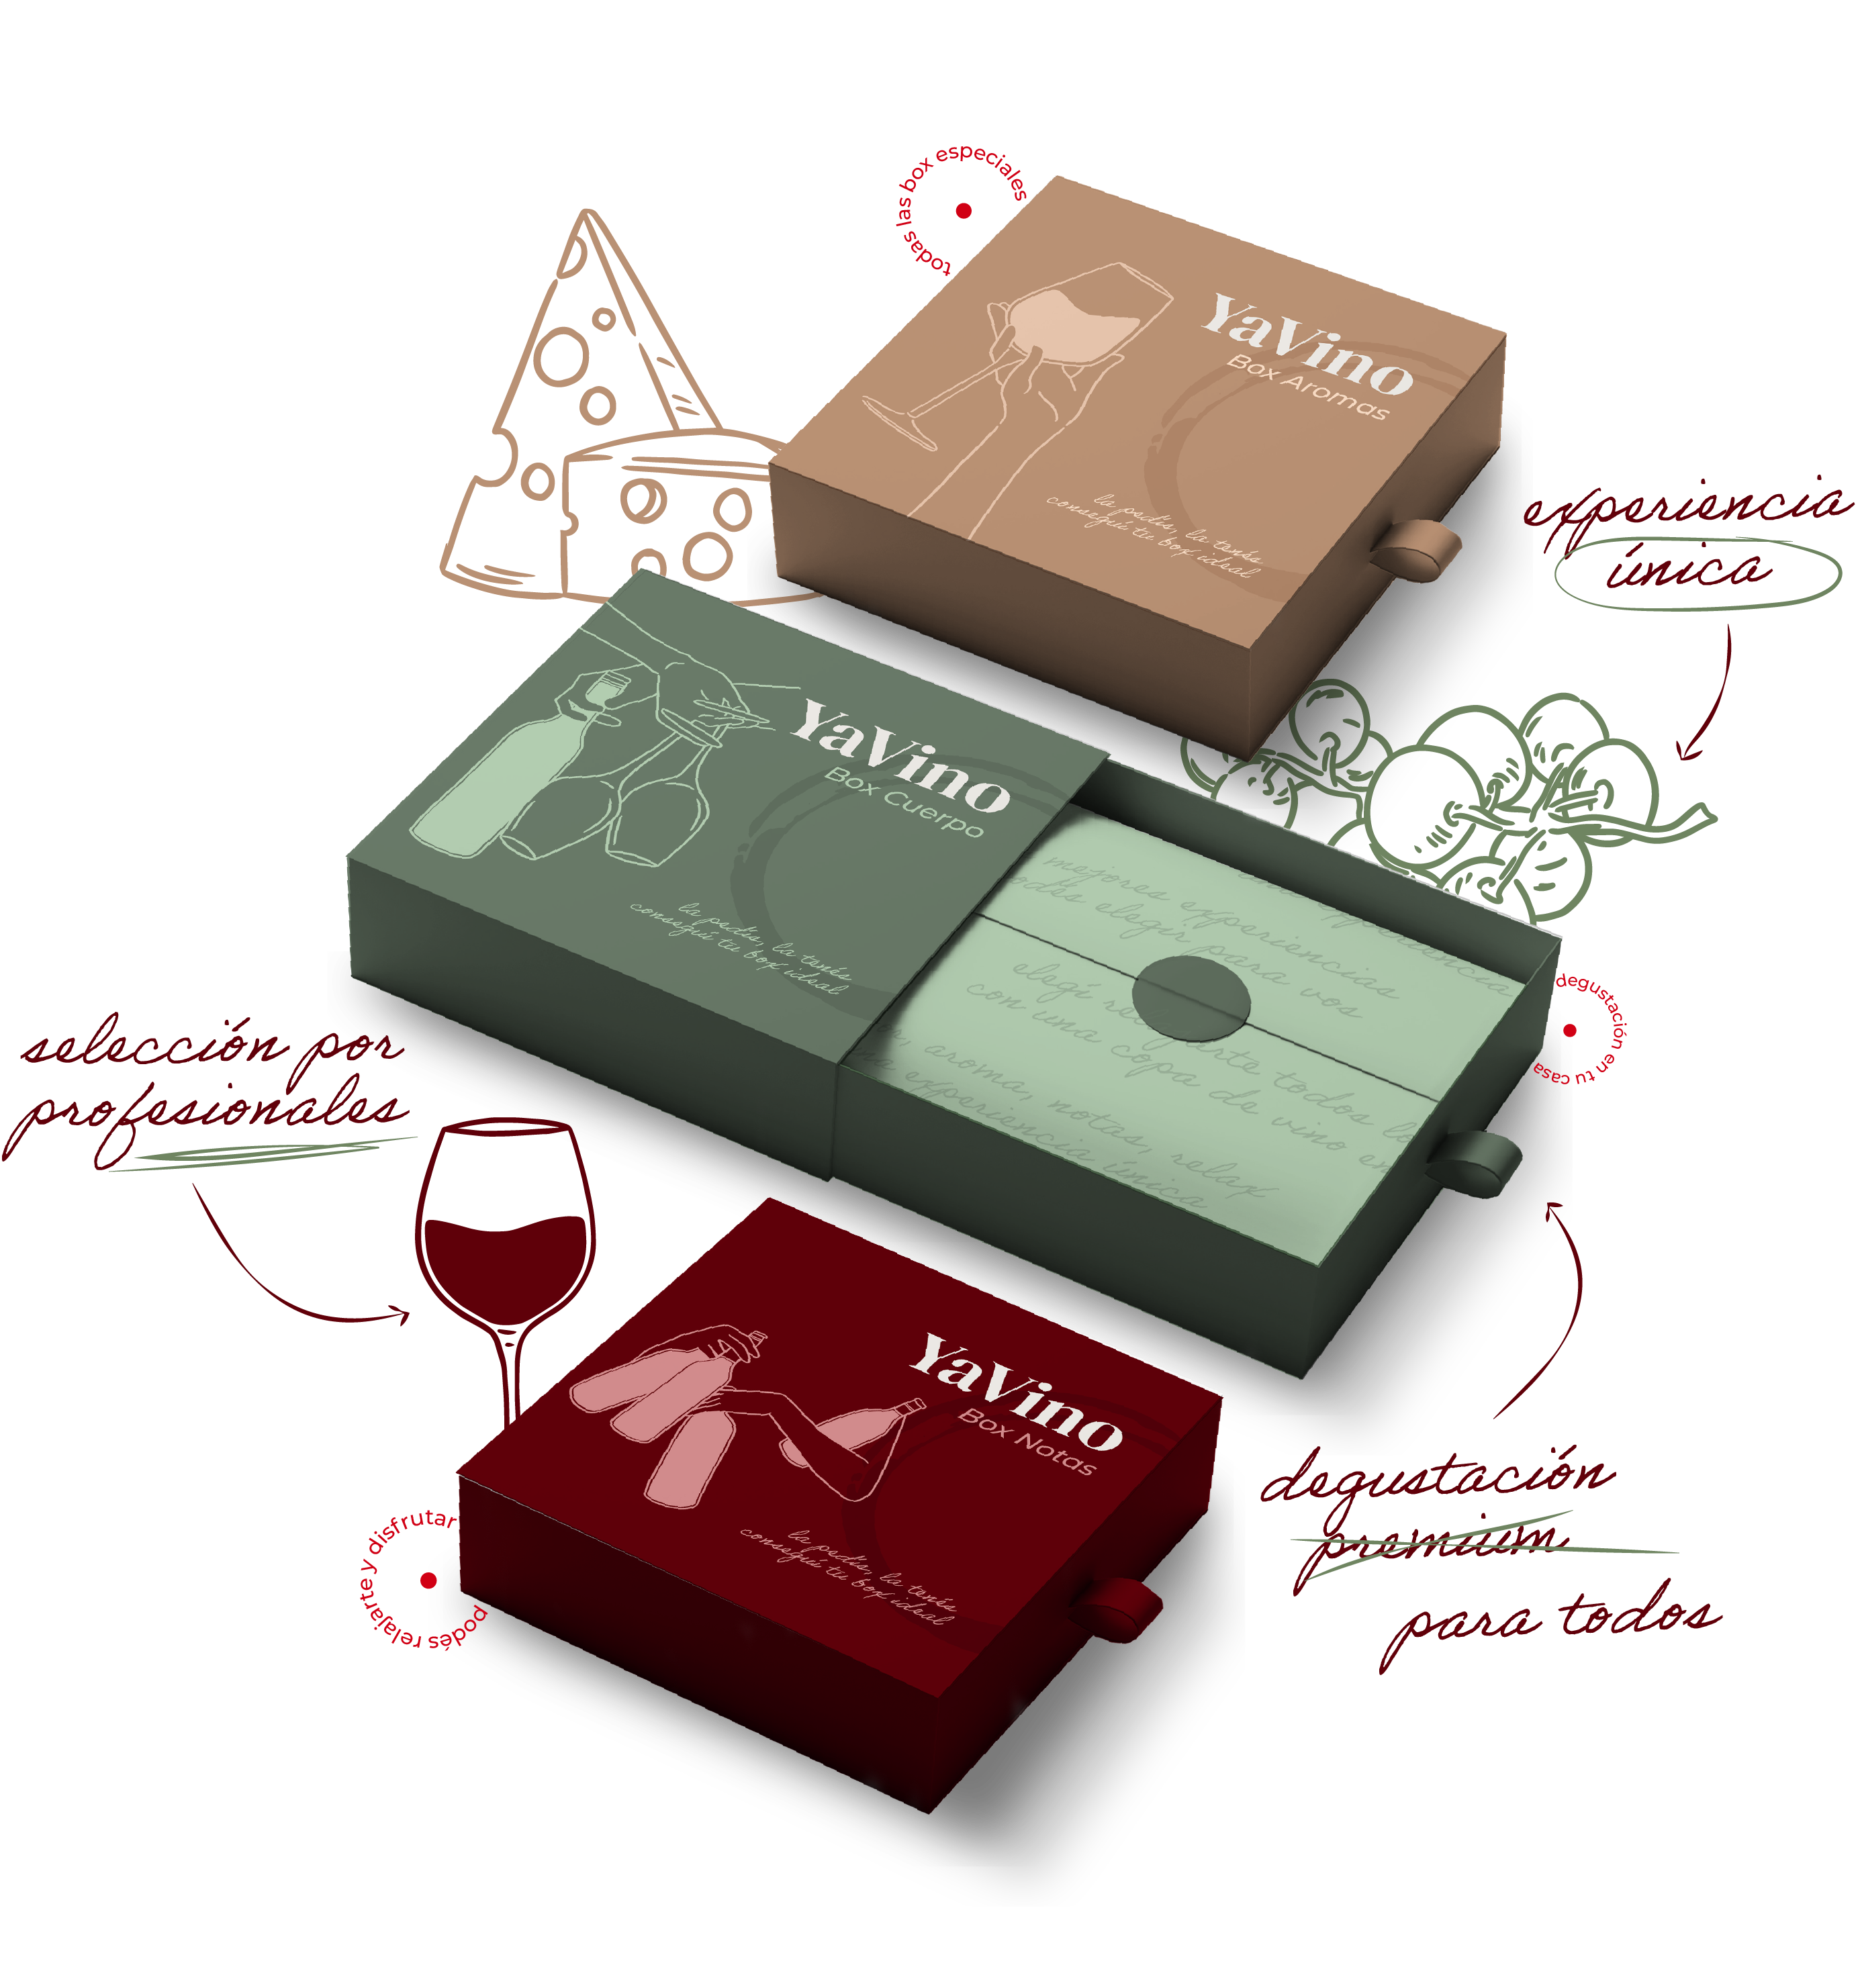 todas las box especiales
YaVino
Box Aromas
la pedís, la tenés
conseguí tu box ideal
experiencia
única
YaVino
Box Cuerpo
la pedís, la tenés
conseguí tu box ideal
mejores experiencias
elegir para vos
elegí
todos
con una copa de vino en
aroma, notas, relax
experiencia única
degustación en tu casa
selección por
profesionales
YaVino
Box Notas
la pedís, la tenés
conseguí tu box ideal
podés relajarte y disfrutar
degustación
premium
para todos